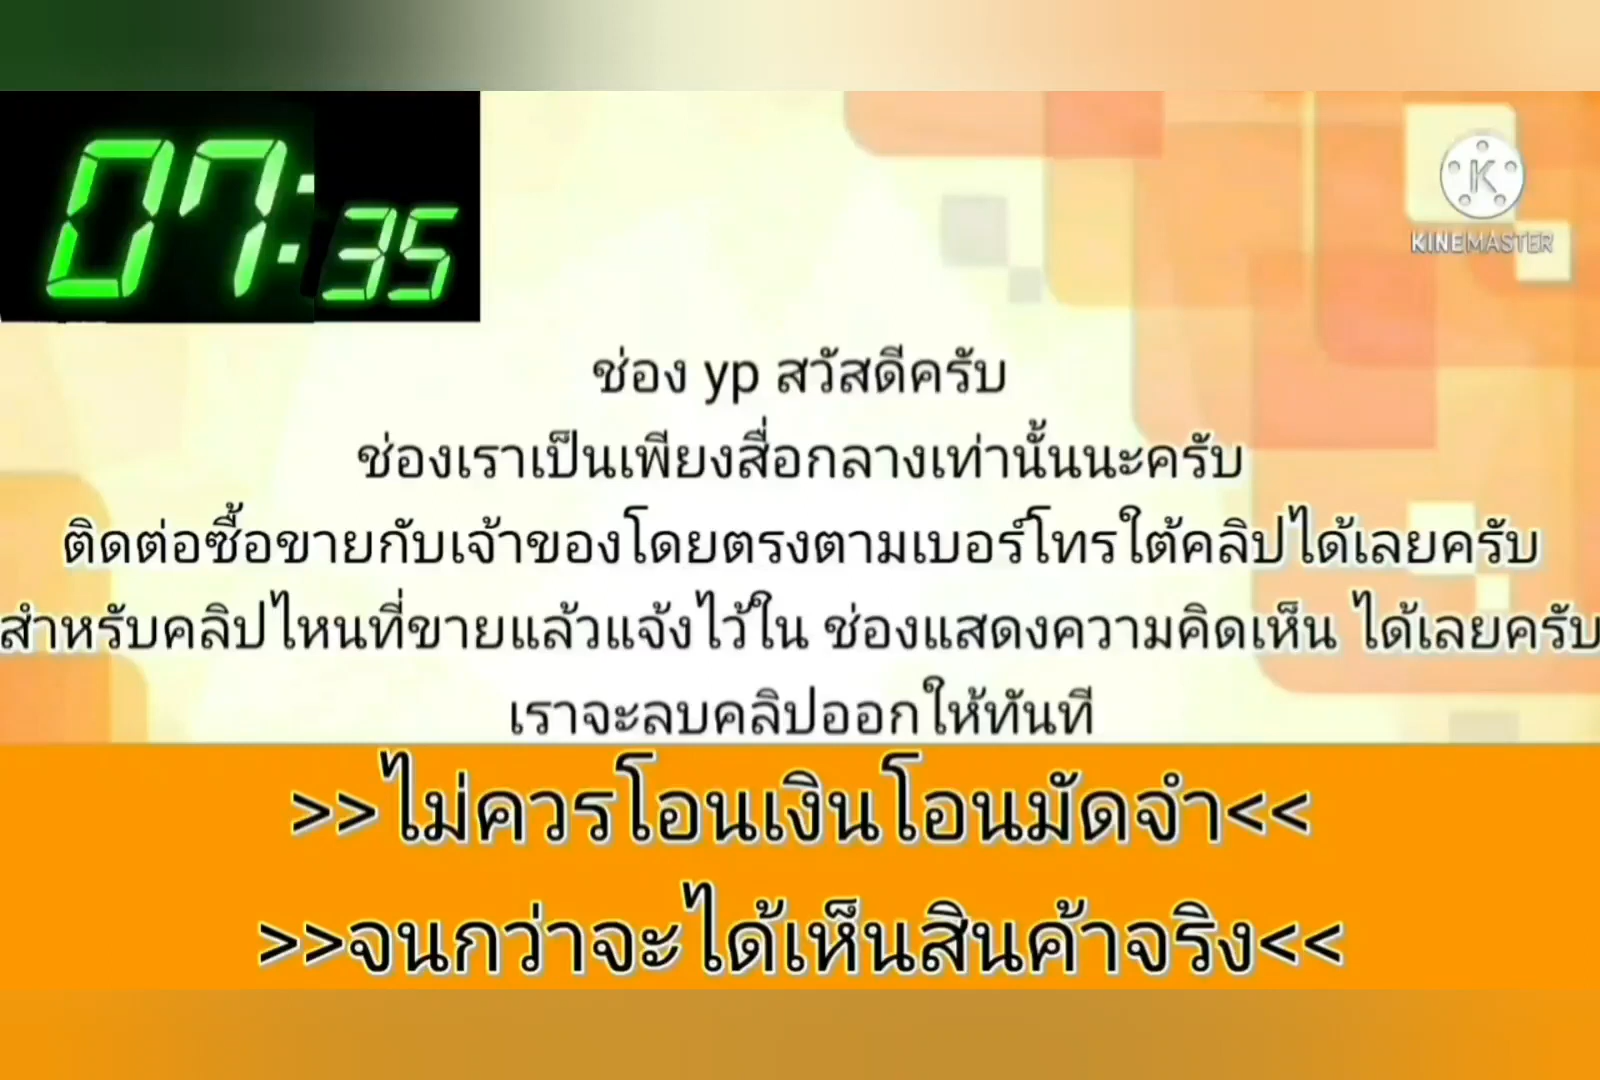 07:35
KINEMASTER
ช่อง yp สวัสดีครับ
ช่องเราเป็นเพียงสื่อกลางเท่านั้นนะครับ
ติดต่อซื้อขายกับเจ้าของโดยตรงตามเบอร์โทรใต้คลิปได้เลยครับ
สำหรับคลิปไหนที่ขายแล้วแจ้งไว้ใน ช่องแสดงความคิดเห็น ได้เลยครับ
เราจะลบคลิปออกให้ทันที
>>ไม่ควรโอนเงินโอนมัดจำ<<
>>จนกว่าจะได้เห็นสินค้าจริง<<